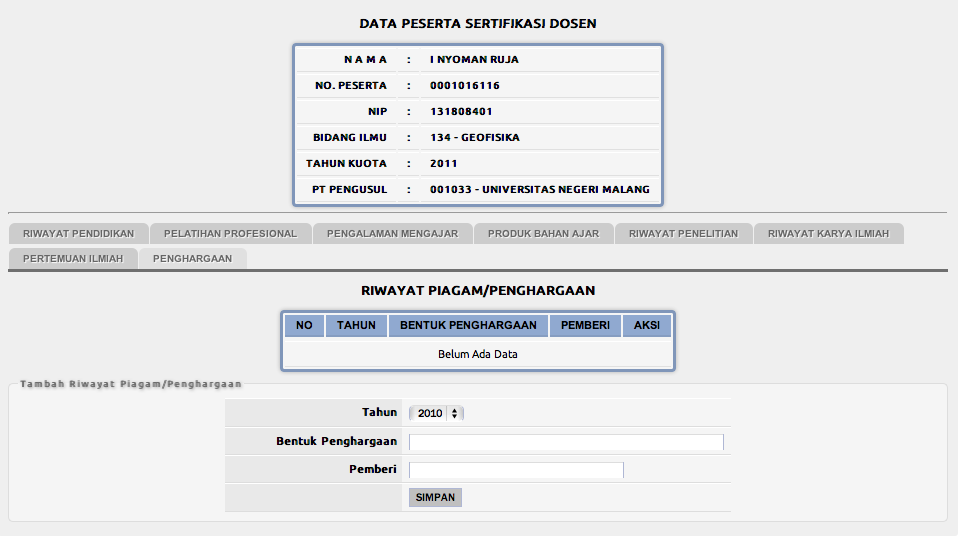 DATA PESERTA SERTIFIKASI DOSEN
N A M A : I NYOMAN RUJA
NO. PESERTA : 0001016116
NIP : 131808401
BIDANG ILMU : 134 - GEOFISIKA
TAHUN KUOTA : 2011
PT PENGUSUL : 001033 - UNIVERSITAS NEGERI MALANG
RIWAYAT PENDIDIKAN PELATIHAN PROFESIONAL PENGALAMAN MENGAJAR PRODUK BAHAN AJAR RIWAYAT PENELITIAN RIWAYAT KARYA ILMIAH
PERTEMUAN ILMIAH PENGHARGAAN
RIWAYAT PIAGAM/PENGHARGAAN
NO TAHUN BENTUK PENGHARGAAN PEMBERI AKSI
Belum Ada Data
Tambah Riwayat Piagam/Penghargaan
Tahun 2010
Bentuk Penghargaan
Pemberi
SIMPAN